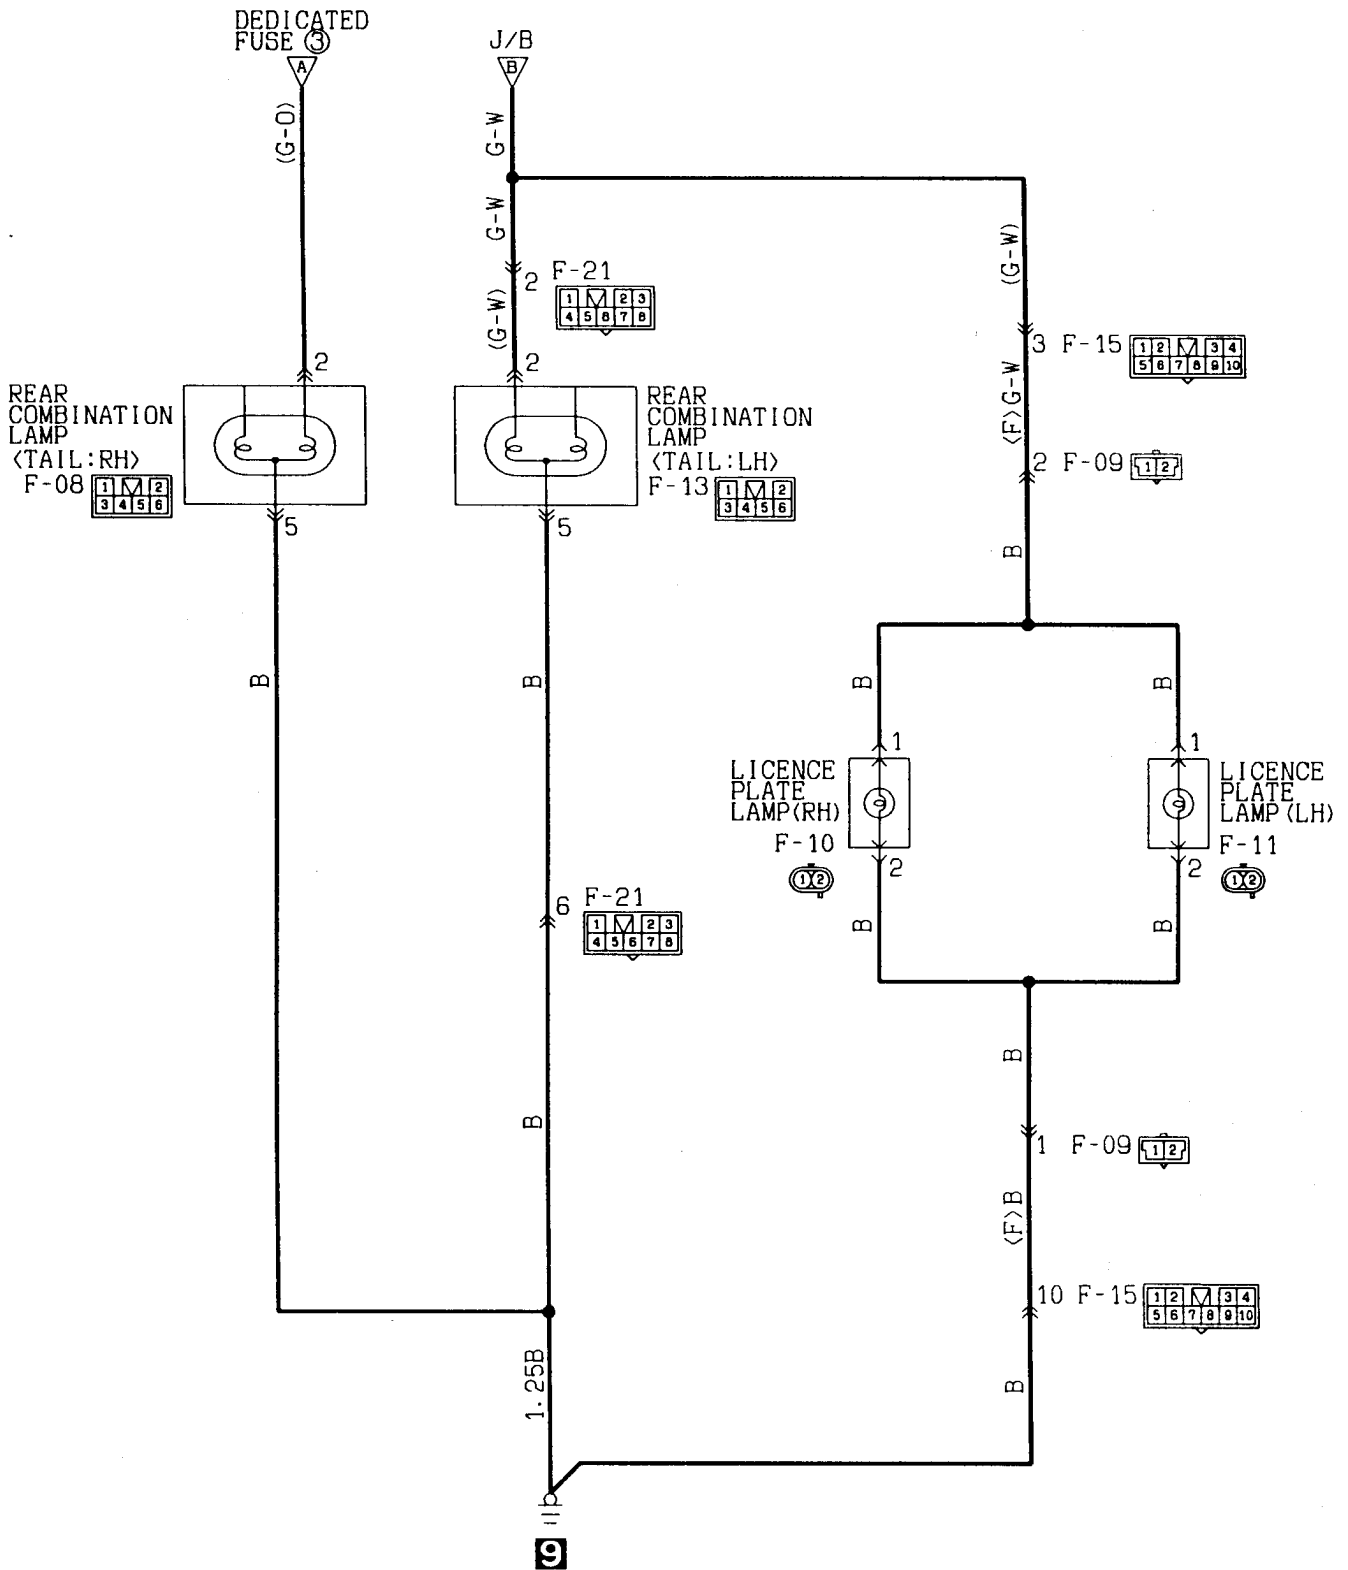 DEDICATED
FUSE ③
A
(G-O)
J/B
B
G-W
G-W
2
F-21
1 2 3
4 5 6 7 8
(G-W)
(G-W)
3 F-15
1 2 3 4
5 6 7 8 9 10
<F>G-W
2 F-09
1 2
B
2
REAR
COMBINATION
LAMP
<TAIL:RH>
F-08
1 2
3 4 5 6
5
2
REAR
COMBINATION
LAMP
<TAIL:LH>
F-13
1 2
3 4 5 6
5
B
B
B
B
1
LICENCE
PLATE
LAMP(RH)
F-10
1 2
2
1
LICENCE
PLATE
LAMP(LH)
F-11
1 2
2
B
B
6 F-21
1 2 3
4 5 6 7 8
B
B
1 F-09
1 2
<F>B
10 F-15
1 2 3 4
5 6 7 8 9 10
B
1.25B
9